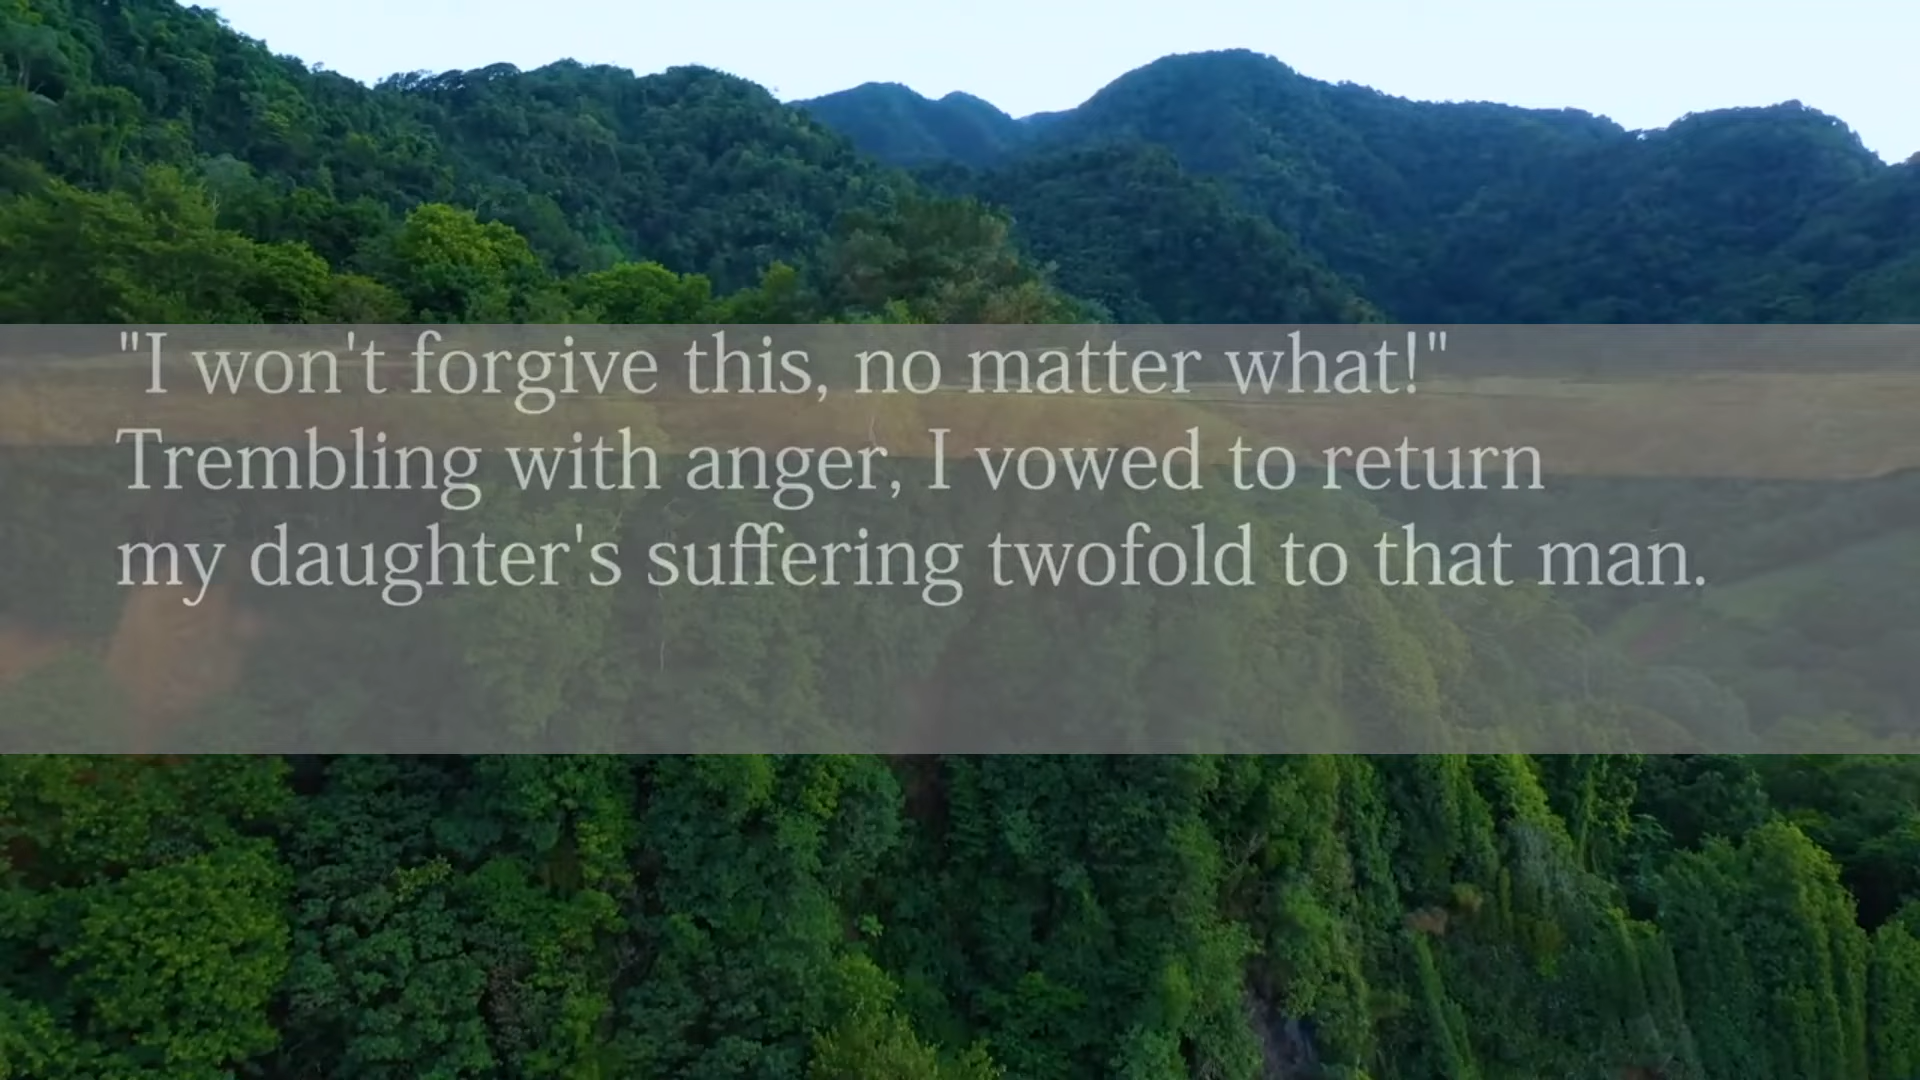 "I won't forgive this, no matter what!"
Trembling with anger, I vowed to return
my daughter's suffering twofold to that man.